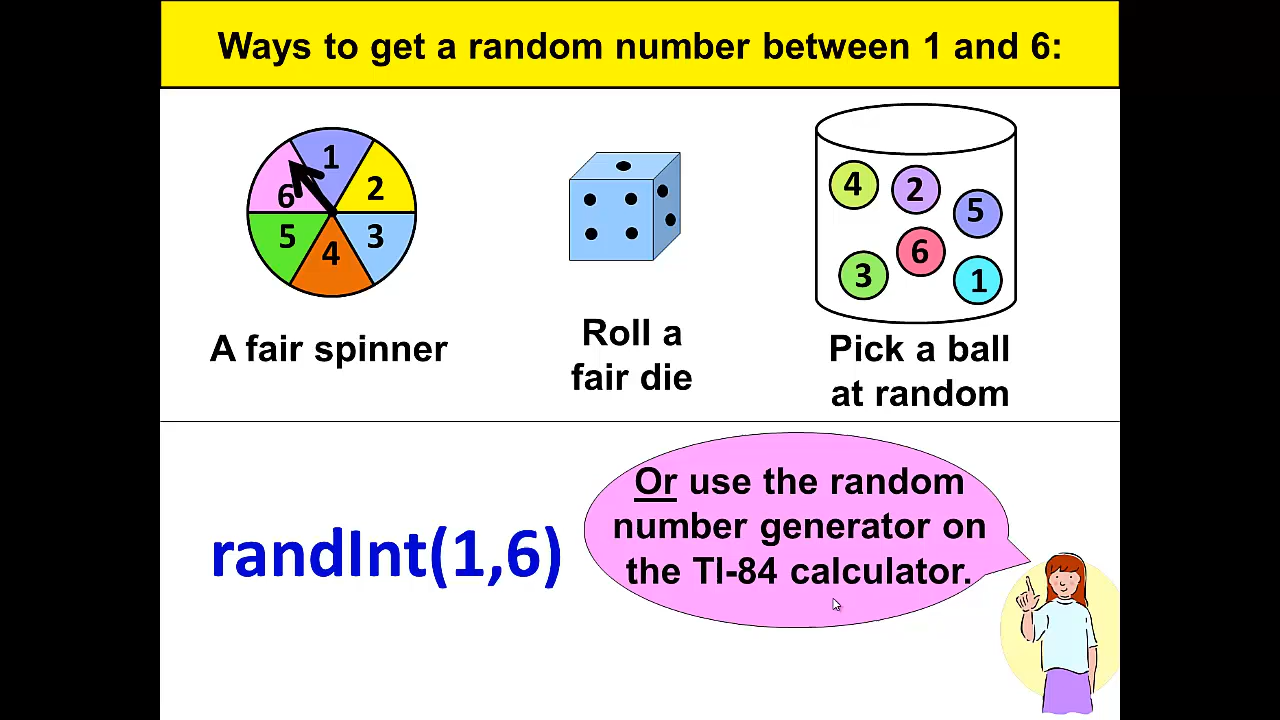 Ways to get a random number between 1 and 6:
1
2
3
4
5
6
4
2
5
6
3
1
A fair spinner
Roll a
fair die
Pick a ball
at random
randInt(1,6)
Or use the random
number generator on
the TI-84 calculator.